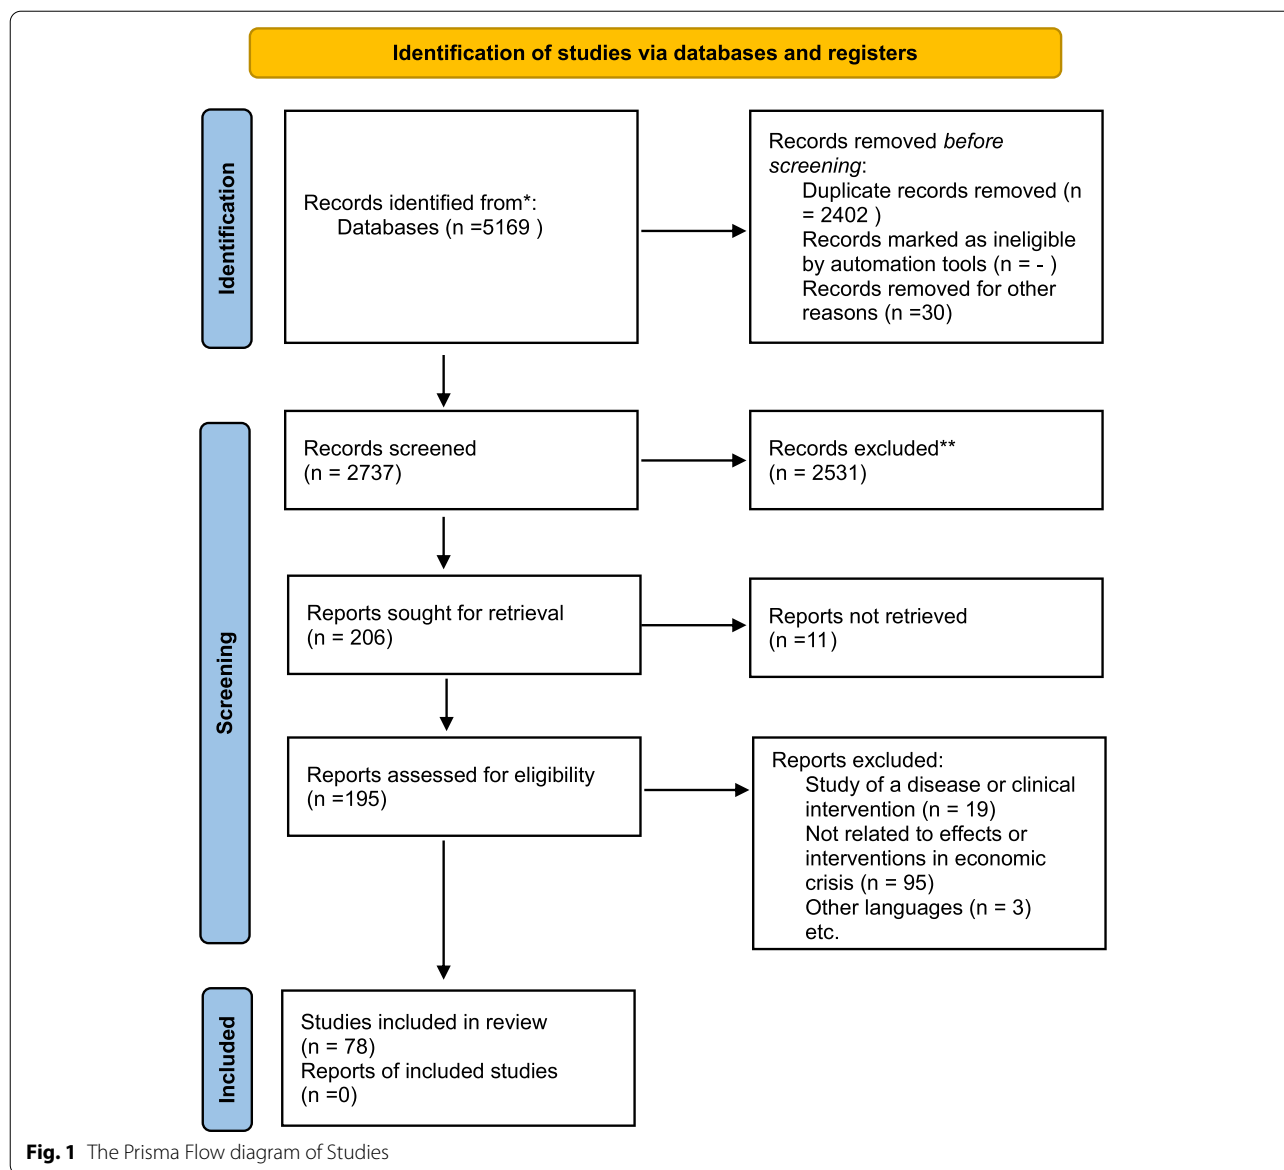 Identification of studies via databases and registers
Identification
Records identified from*:
Databases (n =5169 )
Records removed before
screening:
Duplicate records removed (n
= 2402 )
Records marked as ineligible
by automation tools (n = - )
Records removed for other
reasons (n =30)
Screening
Records screened
(n = 2737)
Records excluded**
(n = 2531)
Reports sought for retrieval
(n = 206)
Reports not retrieved
(n =11)
Reports assessed for eligibility
(n =195)
Reports excluded:
Study of a disease or clinical
intervention (n = 19)
Not related to effects or
interventions in economic
crisis (n = 95)
Other languages (n = 3)
etc.
Included
Studies included in review
(n = 78)
Reports of included studies
(n =0)
Fig. 1 The Prisma Flow diagram of Studies